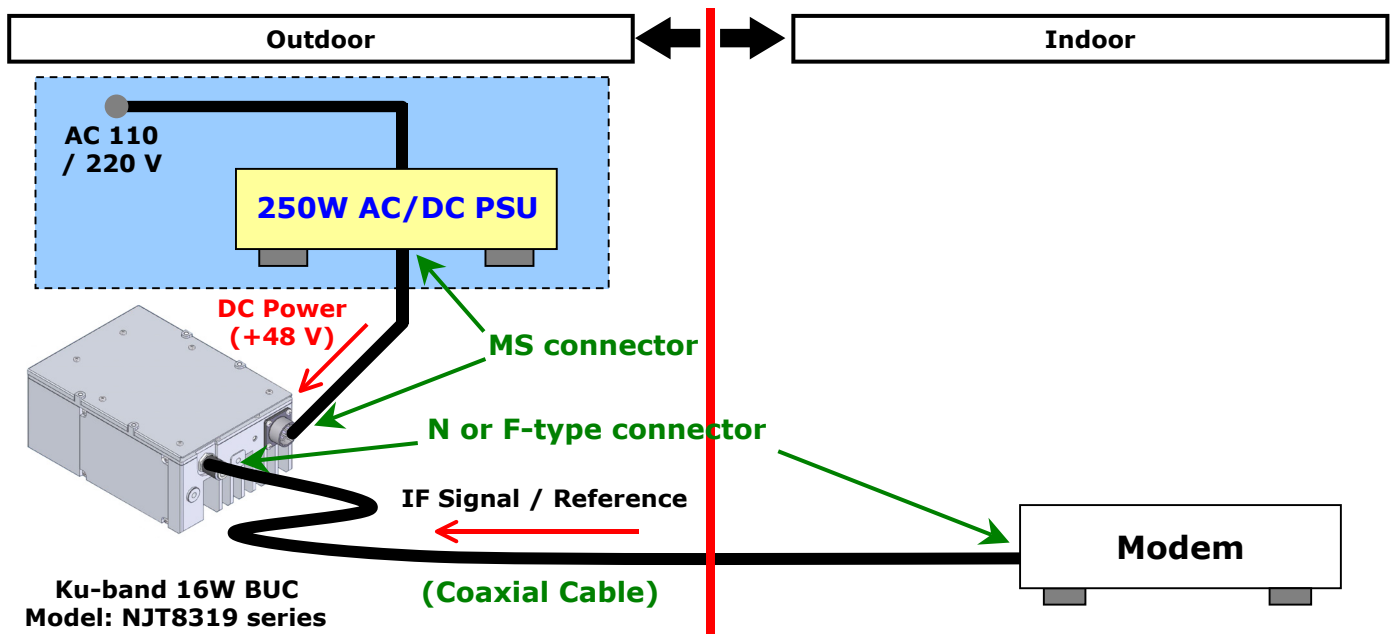 Outdoor
Indoor
AC 110
/ 220 V
250W AC/DC PSU
DC Power
(+48 V)
MS connector
N or F-type connector
IF Signal / Reference
Modem
(Coaxial Cable)
Ku-band 16W BUC
Model: NJT8319 series